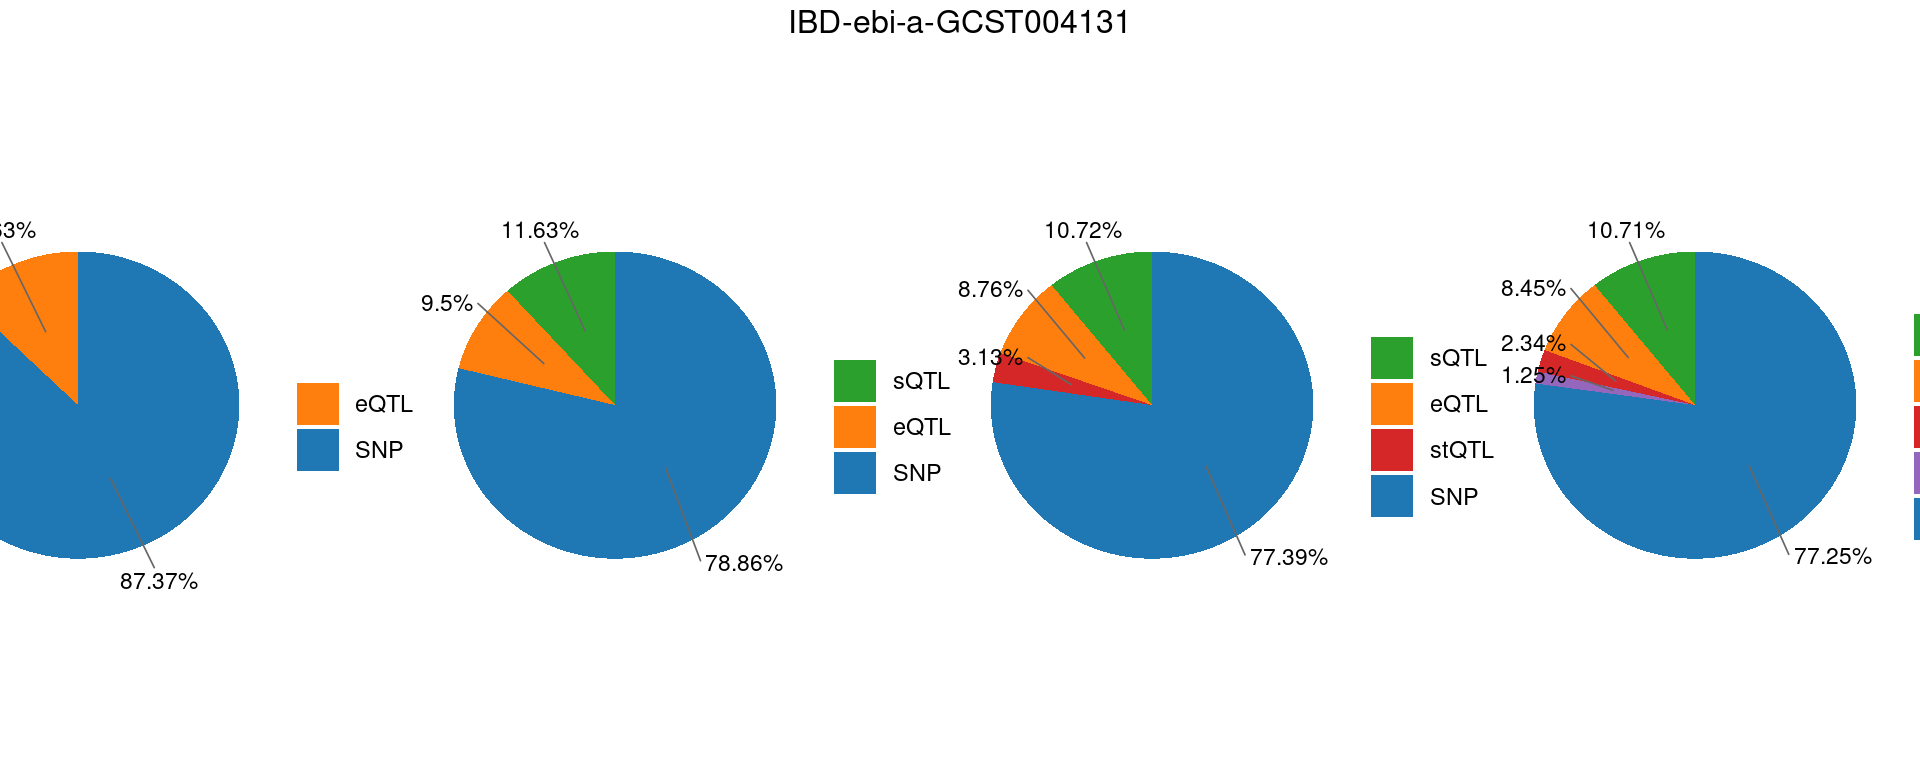 IBD-ebi-a-GCST004131
63%
87.37%
eQTL
SNP
11.63%
9.5%
78.86%
sQTL
eQTL
SNP
10.72%
8.76%
3.13%
77.39%
sQTL
eQTL
stQTL
SNP
10.71%
8.45%
2.34%
1.25%
77.25%